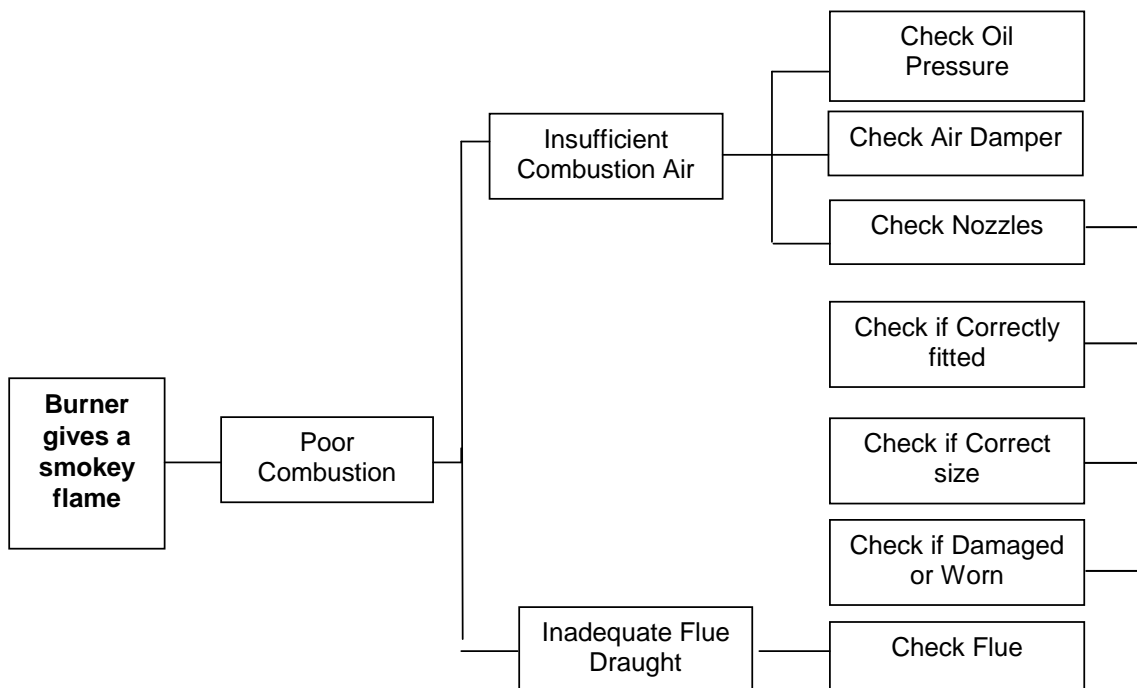 Burner
gives a
smokey
flame
Poor
Combustion
Insufficient
Combustion Air
Inadequate Flue
Draught
Check Oil
Pressure
Check Air Damper
Check Nozzles
Check if Correctly
fitted
Check if Correct
size
Check if Damaged
or Worn
Check Flue